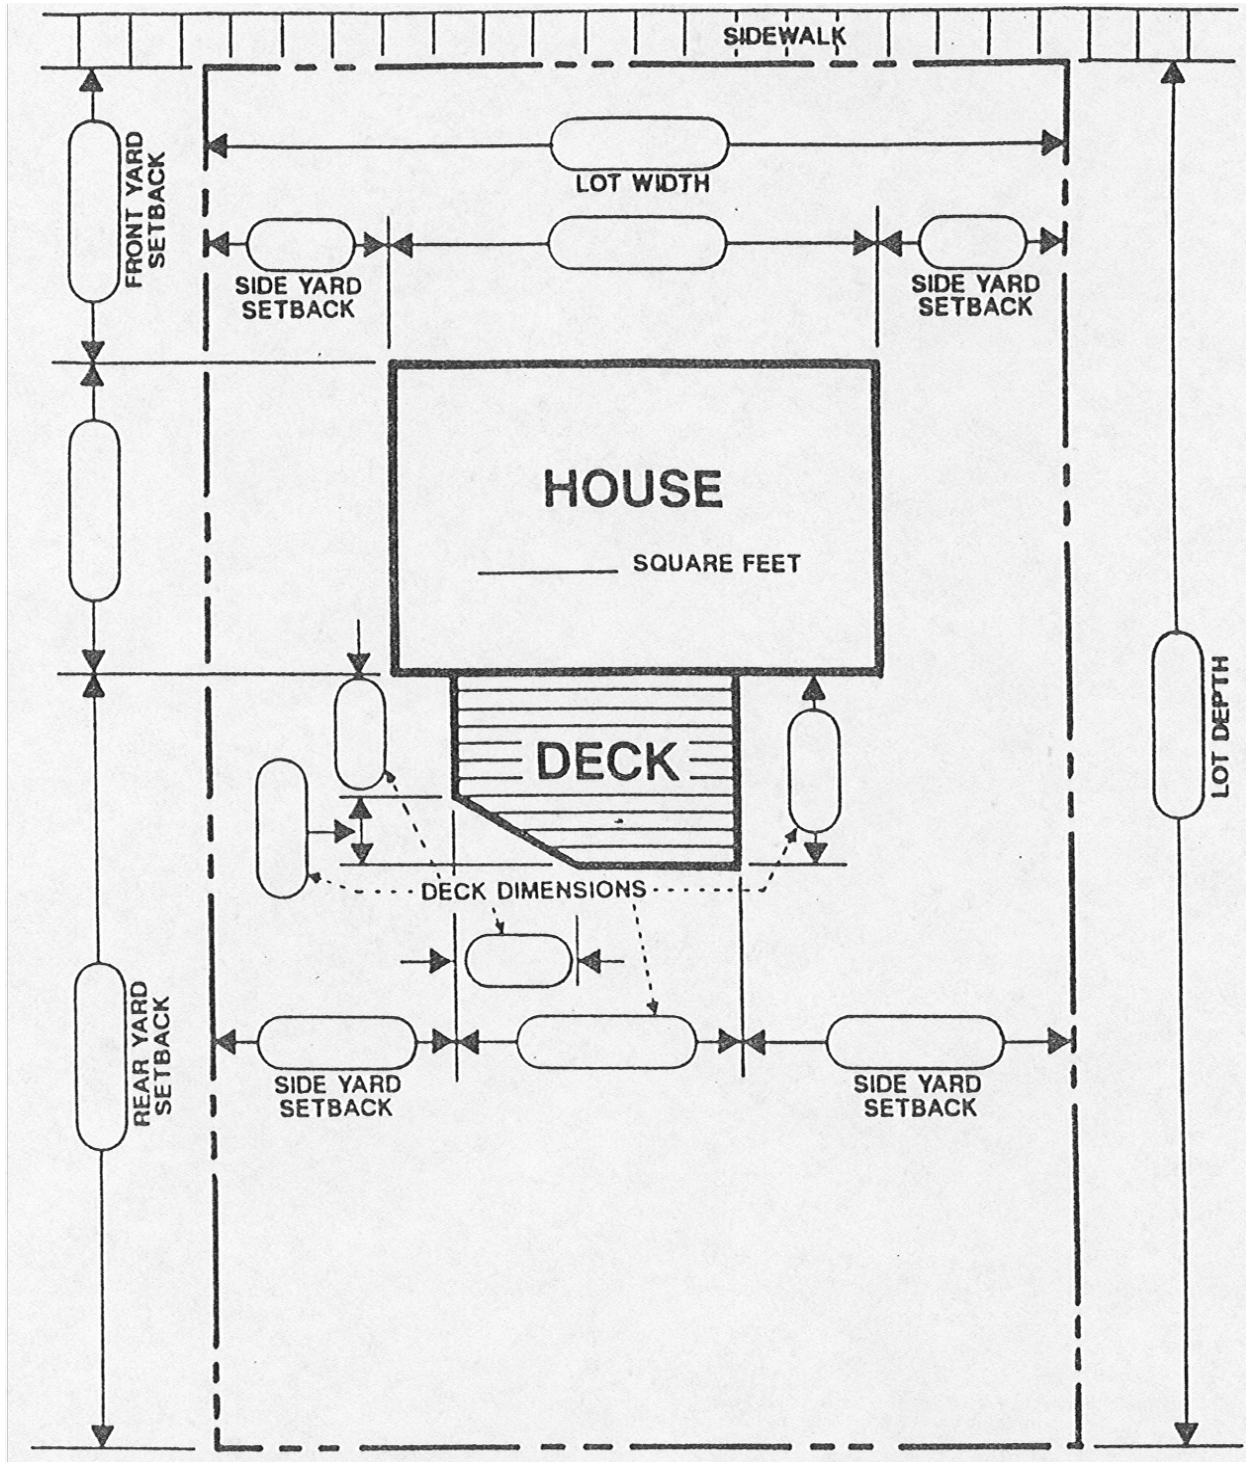 SIDEWALK
FRONT YARD
SETBACK
LOT WIDTH
SIDE YARD
SETBACK
SIDE YARD
SETBACK
HOUSE
SQUARE FEET
DECK
LOT DEPTH
DECK DIMENSIONS
REAR YARD
SETBACK
SIDE YARD
SETBACK
SIDE YARD
SETBACK